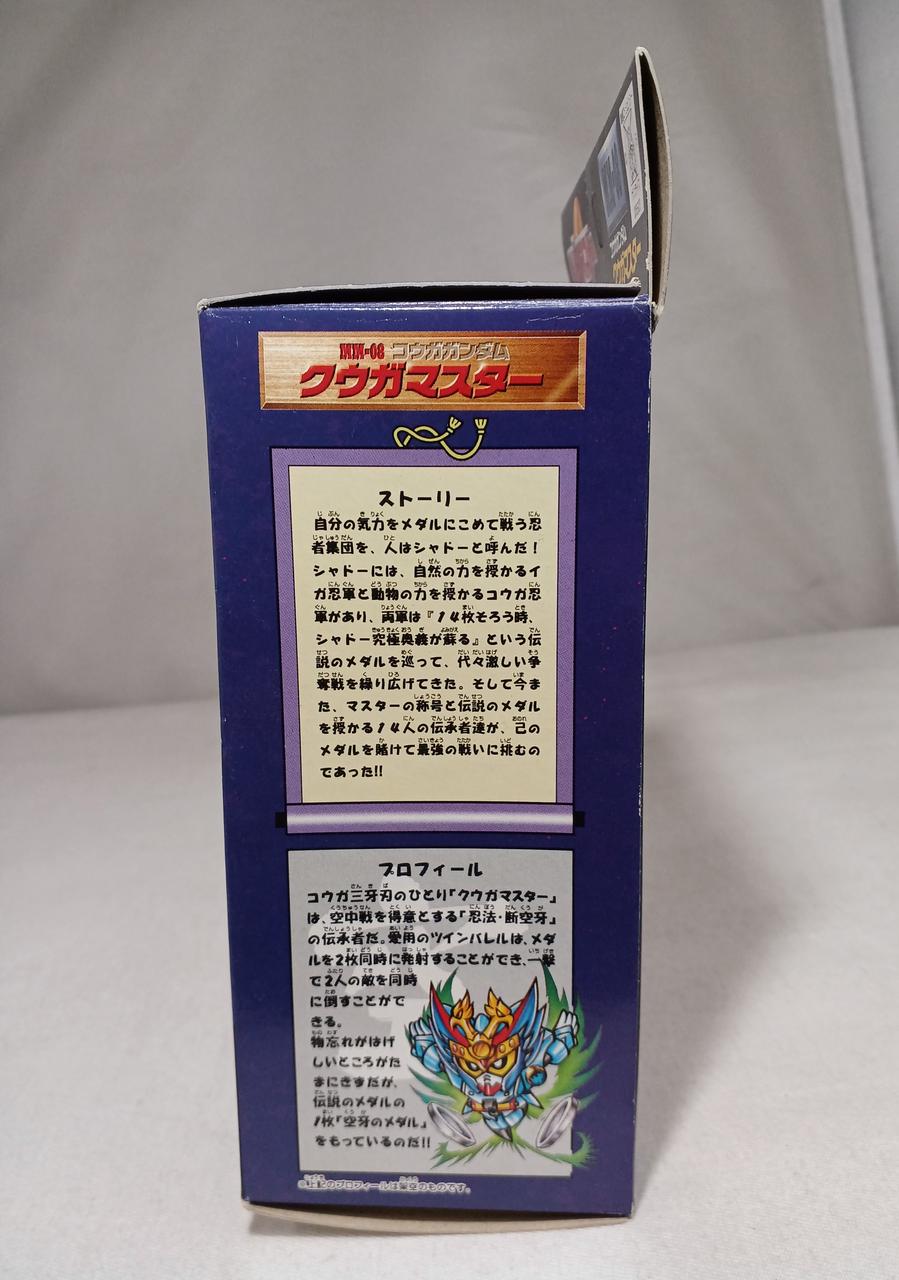 MM-08 コウガガンダム
クウガマスター
ストーリー
自分の気力をメダルにこめて戦う忍
者集団を、人はシャドーと呼んだ!
シャドーには、自然の力を授かるイ
ガ忍軍と動物の力を授かるコウガ忍
軍があり、両軍は『14枚そろう時、
シャドー究極奥義が蘇る』という伝
説のメダルを巡って、代々激しい争
奪戦を繰り広げてきた。そして今ま
た、マスターの称号と伝説のメダル
を授かる14人の伝承者達が、己の
メダルを賭けて最強の戦いに挑むの
であった!!
プロフィール
コウガ三牙刃のひとり「クウガマスター」
は、空中戦を得意とする「忍法・断空牙」
の伝承者だ。愛用のツインバレルは、メダ
ルを2枚同時に発射することができ、一撃
で2人の敵を同時
に倒すことがで
きる。
物忘れがはげ
しいところがた
まにきずだが、
伝説のメダルの
1枚「空牙のメダル」
をもっているのだ!!
※上記のプロフィールは架空のものです。